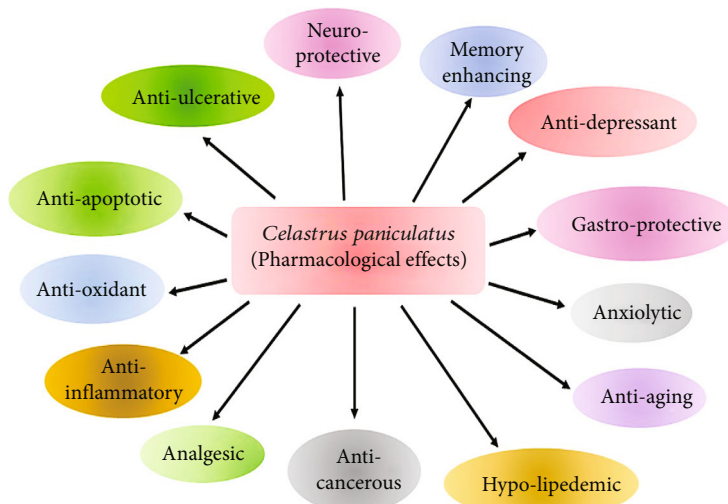 Neuro-
protective
Memory
enhancing
Anti-ulcerative
Anti-depressant
Anti-apoptotic
Celastrus paniculatus
(Pharmacological effects)
Gastro-protective
Anti-oxidant
Anxiolytic
Anti-
inflammatory
Anti-aging
Analgesic
Anti-
cancerous
Hypo-lipedemic